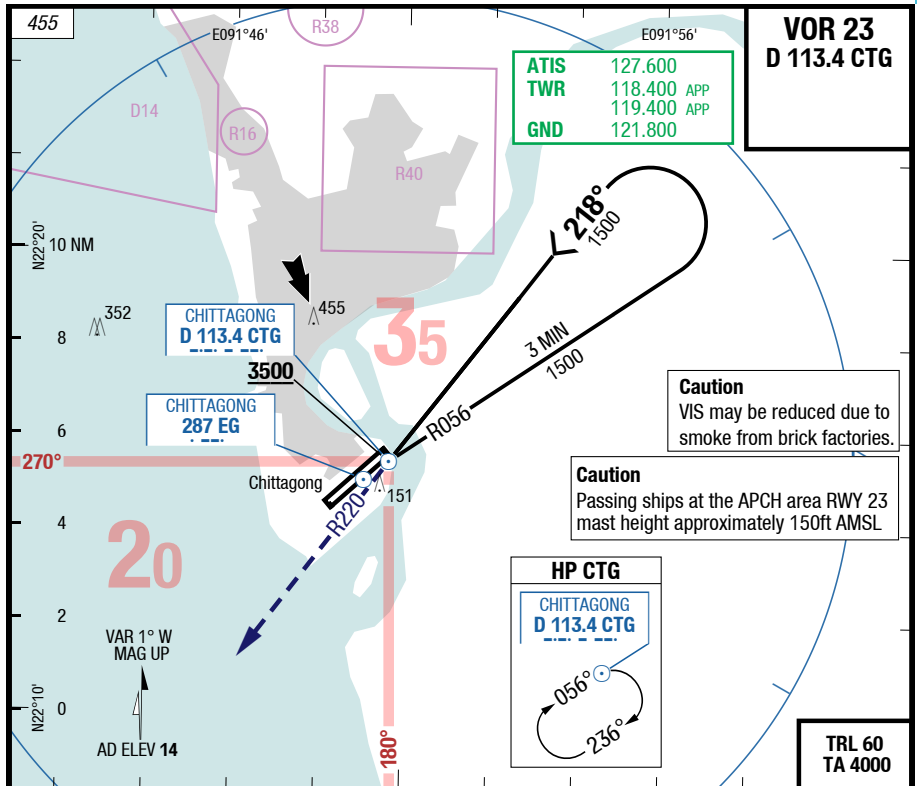 455
R38
E091°46'
E091°56'
VOR 23
D 113.4 CTG
ATIS 127.600
TWR 118.400 APP
119.400 APP
GND 121.800
D14
R16
R40
218°
1500
N22°20'
10 NM
352
455
CHITTAGONG
D 113.4 CTG
35
8
3 MIN
1500
3500
Caution
VIS may be reduced due to
smoke from brick factories.
CHITTAGONG
287 EG
R056
6
270°
Chittagong
151
Caution
Passing ships at the APCH area RWY 23
mast height approximately 150ft AMSL
R220
4
20
HP CTG
CHITTAGONG
D 113.4 CTG
2
VAR 1° W
MAG UP
056°
236°
N22°10'
0
AD ELEV 14
180°
TRL 60
TA 4000